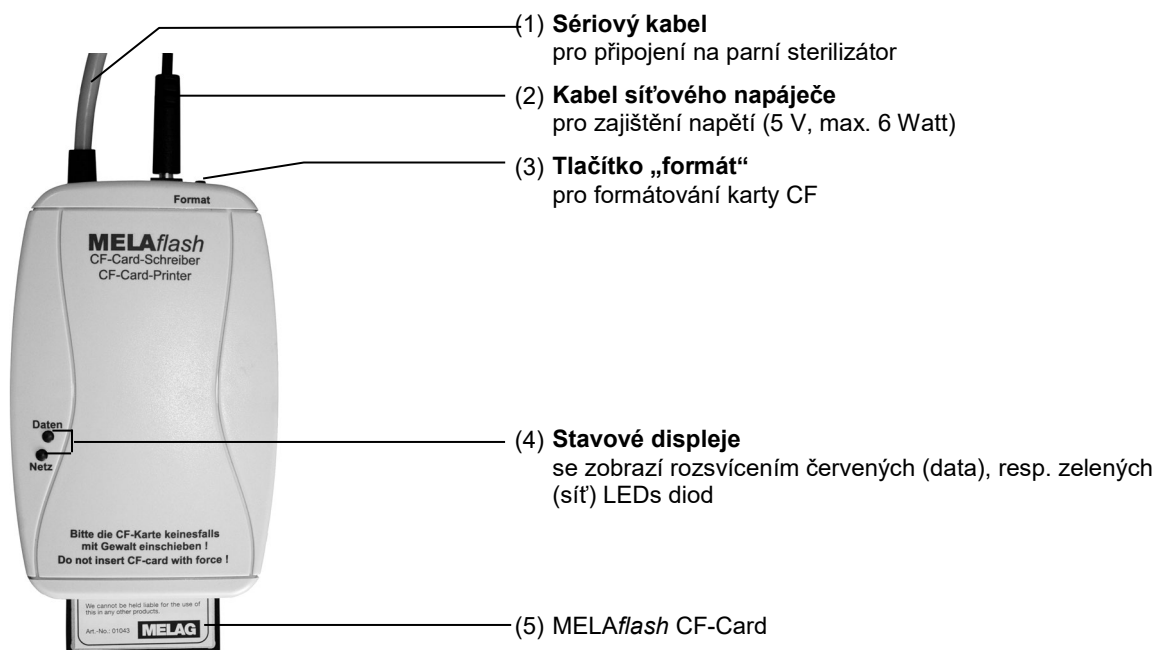 (1) Sériový kabel
pro připojení na parní sterilizátor
(2) Kabel síťového napáječe
pro zajištění napětí (5 V, max. 6 Watt)
(3) Tlačítko „formát“
pro formátování karty CF
Format
MELAflash
CF-Card-Schreiber
CF-Card-Printer
Daten
Netz
(4) Stavové displeje
se zobrazí rozsvícením červených (data), resp. zelených
(síť) LEDs diod
Bitte die CF-Karte keinesfalls
mit Gewalt einschieben !
Do not insert CF-card with force !
We cannot be held liable for the use of
this in any other products.
Art.-No.: 01043 MELAG
(5) MELAflash CF-Card